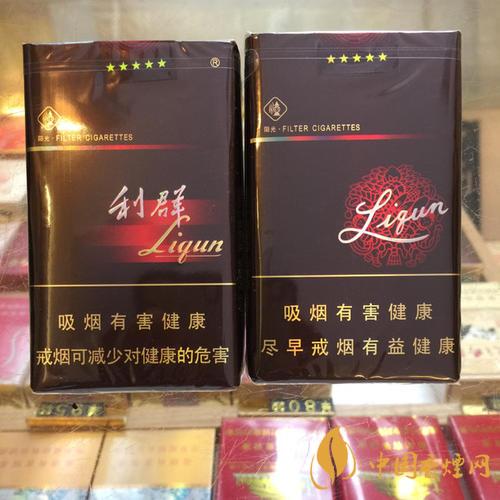 ★★★★★
®
阳光·FILTER CIGARETTES
利群
Liqun
吸烟有害健康
戒烟可减少对健康的危害
★★★★★
阳光·FILTER CIGARETTES
Liqun
吸烟有害健康
尽早戒烟有益健康
中国香烟网